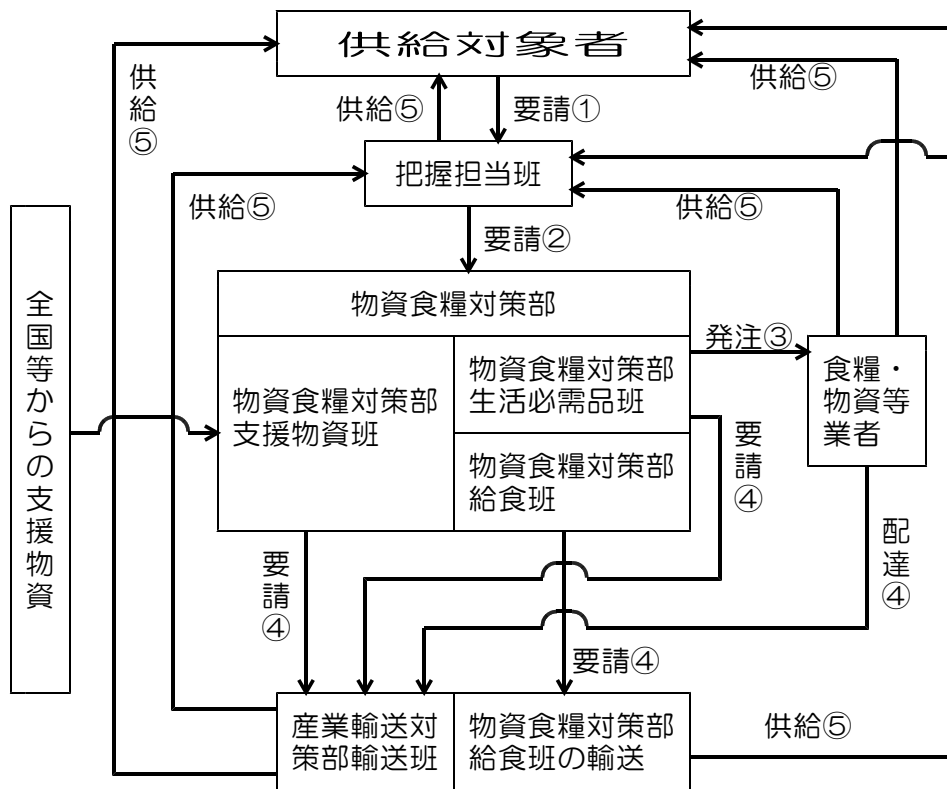 供給対象者
供給⑤
供給⑤
供給⑤
要請①
把握担当班
供給⑤
供給⑤
要請②
全国等からの支援物資
物資食糧対策部
発注③
物資食糧対策部
支援物資班
物資食糧対策部
生活必需品班
食糧・
物資等
業者
物資食糧対策部
給食班
要請④
配達④
要請④
要請④
産業輸送対
策部輸送班
物資食糧対策部
給食班の輸送
供給⑤